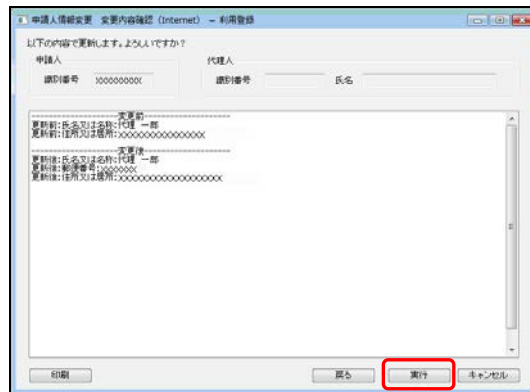 申請人情報変更　変更内容確認（Internet）－利用登録
以下の内容で更新します。よろしいですか？
申請人
代理人
識別番号　XXXXXXXXX
識別番号
氏名
--------------------変更前--------------------
更新前:氏名又は名称:代理　一郎
更新前:住所又は居所:XXXXXXXXXXXXXXXX
--------------------変更後--------------------
更新後:氏名又は名称:代理　一郎
更新後:郵便番号:XXXXXXX
更新後:住所又は居所:XXXXXXXXXXXXXXXXXXX
印刷
戻る
実行
キャンセル